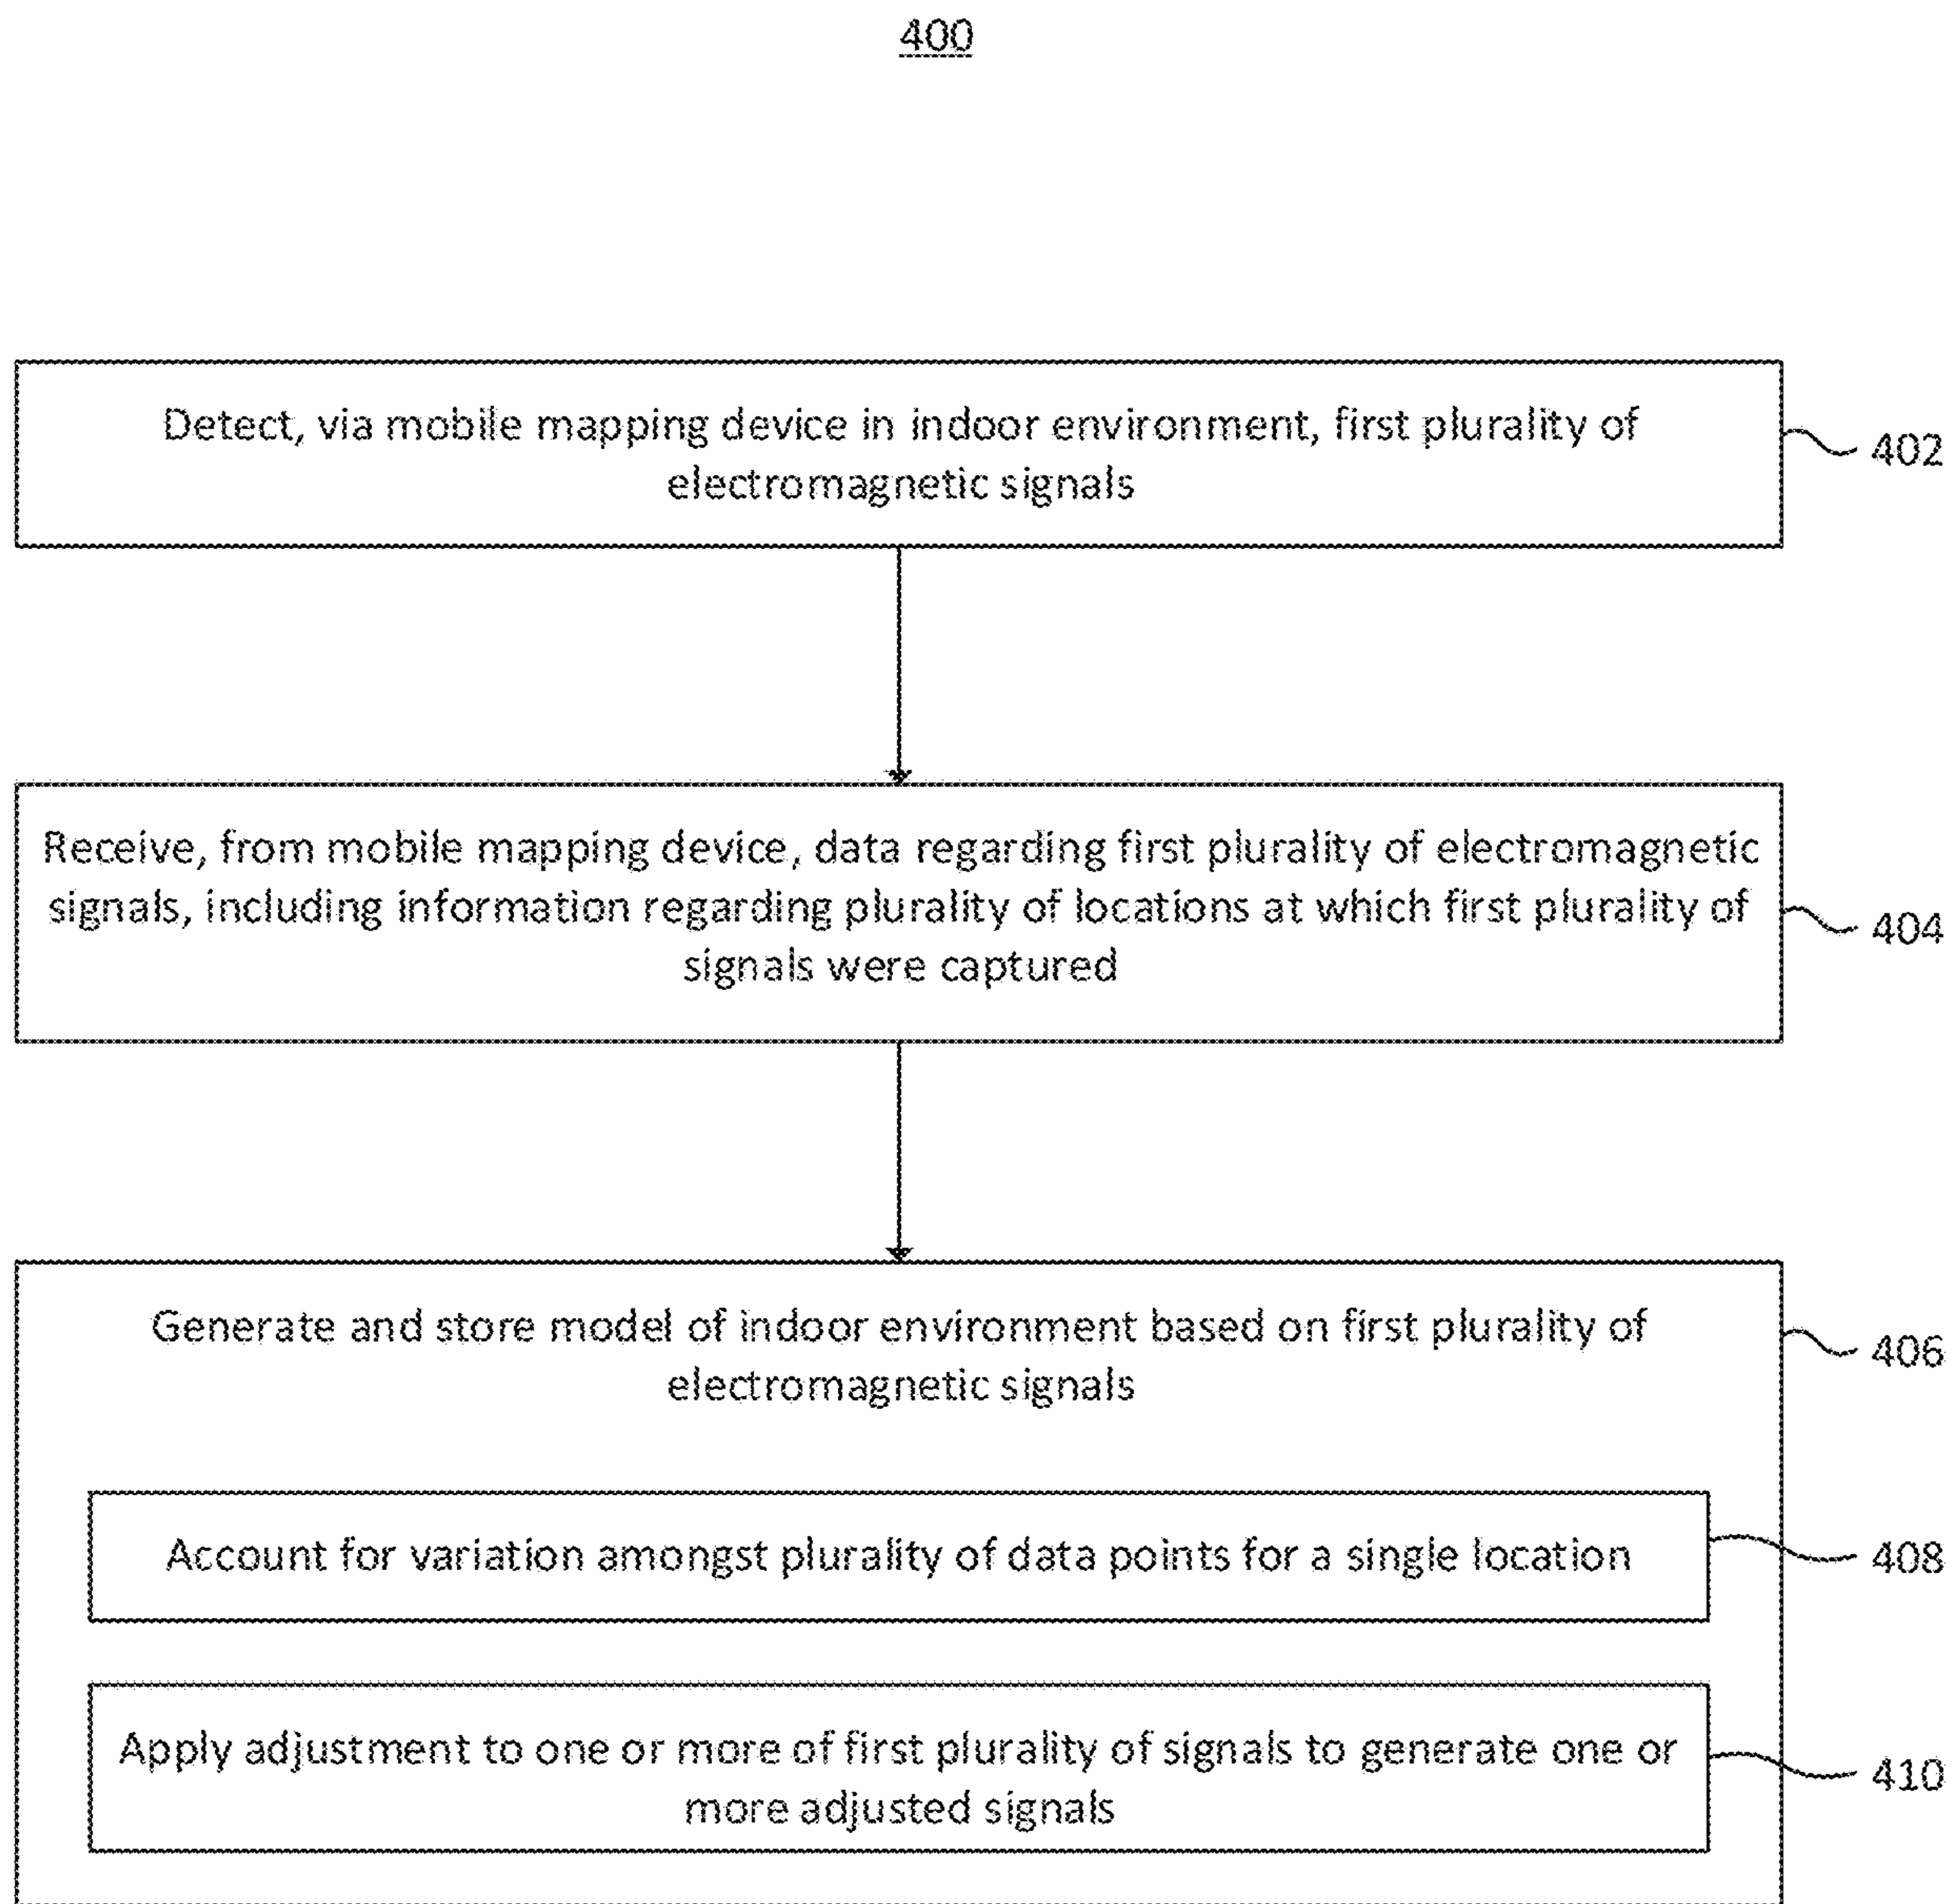 400
Detect, via mobile mapping device in indoor environment, first plurality of
electromagnetic signals
402
Receive, from mobile mapping device, data regarding first plurality of electromagnetic
signals, including information regarding plurality of locations at which first plurality of
signals were captured
404
Generate and store model of indoor environment based on first plurality of
electromagnetic signals
406
Account for variation amongst plurality of data points for a single location
408
Apply adjustment to one or more of first plurality of signals to generate one or
more adjusted signals
410